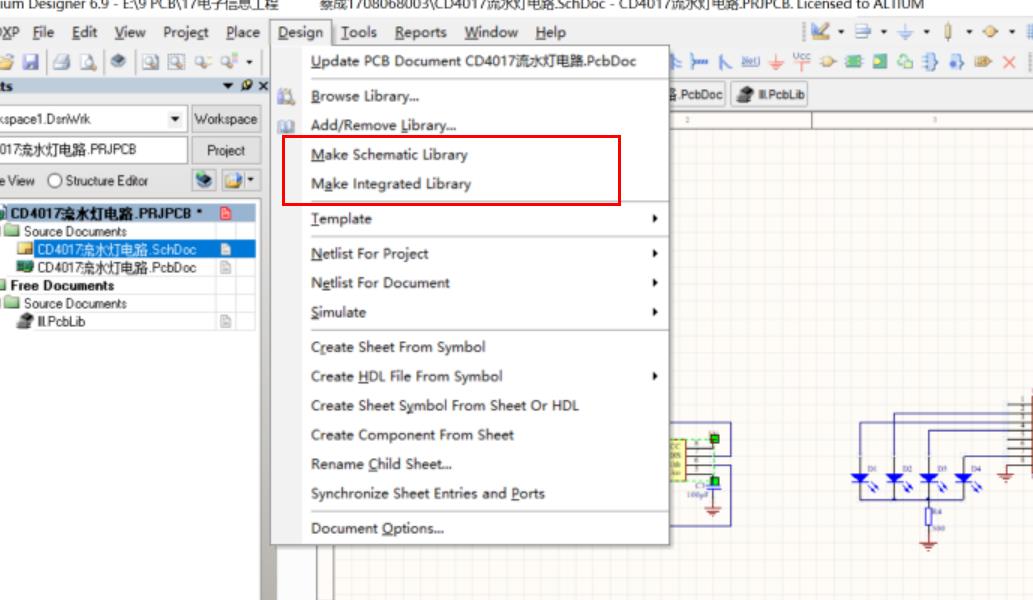 ium Designer 6.9 - E:\9 PCB\17电子信息工程 蔡成1708068003\CD4017流水灯电路.SchDoc - CD4017流水灯电路.PRJPCB. Licensed to ALTIUM
DXP File Edit View Project Place Design Tools Reports Window Help
ts
kspace1.DsnWrk Workspace
017流水灯电路.PRJPCB Project
e View Structure Editor
CD4017流水灯电路.PRJPCB *
Source Documents
CD4017流水灯电路.SchDoc
CD4017流水灯电路.PcbDoc
Free Documents
Source Documents
lll.PcbLib
Update PCB Document CD4017流水灯电路.PcbDoc
Browse Library...
Add/Remove Library...
Make Schematic Library
Make Integrated Library
Template
Netlist For Project
Netlist For Document
Simulate
Create Sheet From Symbol
Create HDL File From Symbol
Create Sheet Symbol From Sheet Or HDL
Create Component From Sheet
Rename Child Sheet...
Synchronize Sheet Entries and Ports
Document Options...
Vcc
路.PcbDoc lll.PcbLib
2 3
D1 D2 D3 D4
100pF
R4